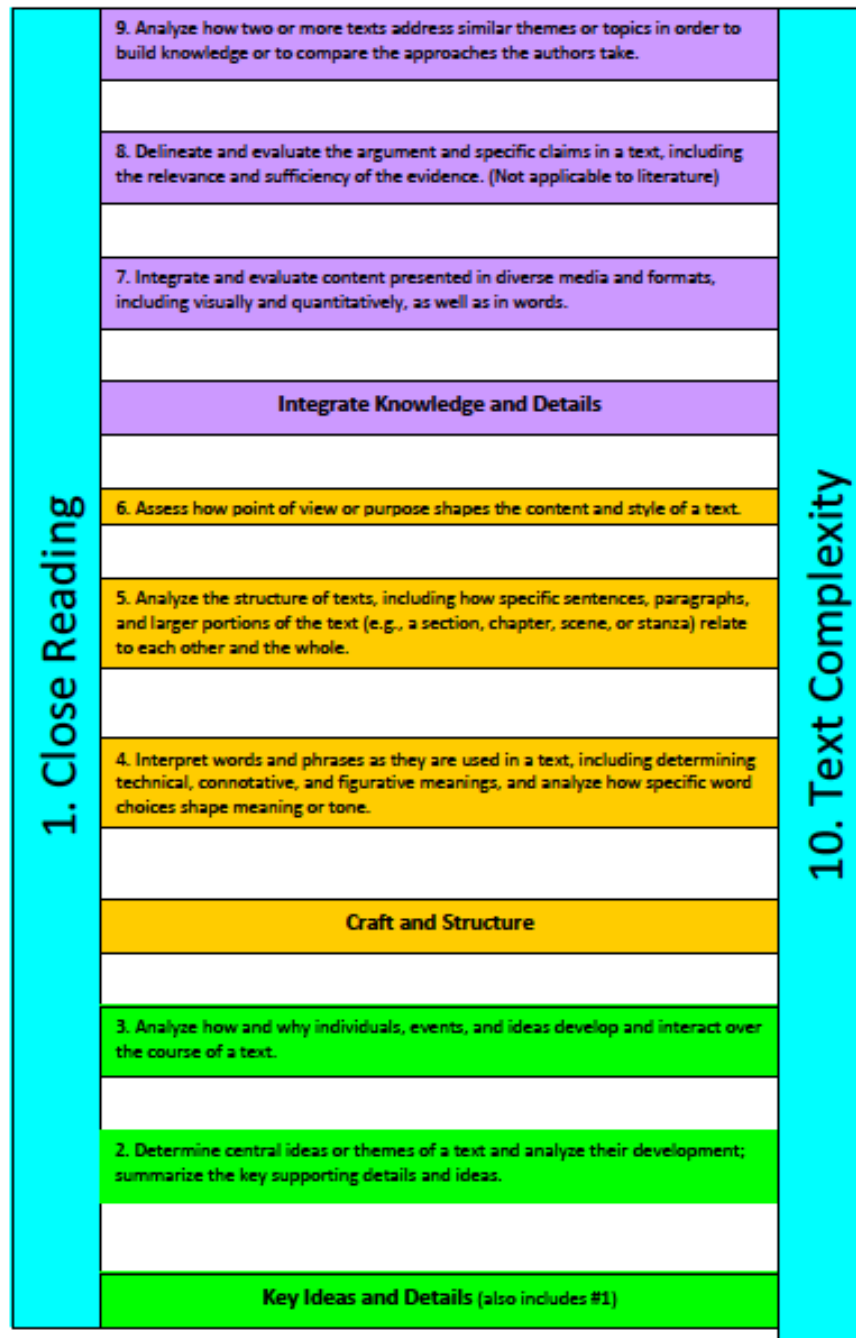 9. Analyze how two or more texts address similar themes or topics in order to
build knowledge or to compare the approaches the authors take.
8. Delineate and evaluate the argument and specific claims in a text, including
the relevance and sufficiency of the evidence. (Not applicable to literature)
7. Integrate and evaluate content presented in diverse media and formats,
including visually and quantitatively, as well as in words.
Integrate Knowledge and Details
6. Assess how point of view or purpose shapes the content and style of a text.
5. Analyze the structure of texts, including how specific sentences, paragraphs,
and larger portions of the text (e.g., a section, chapter, scene, or stanza) relate
to each other and the whole.
4. Interpret words and phrases as they are used in a text, including determining
technical, connotative, and figurative meanings, and analyze how specific word
choices shape meaning or tone.
Craft and Structure
3. Analyze how and why individuals, events, and ideas develop and interact over
the course of a text.
2. Determine central ideas or themes of a text and analyze their development;
summarize the key supporting details and ideas.
Key Ideas and Details (also includes #1)
1. Close Reading
10. Text Complexity